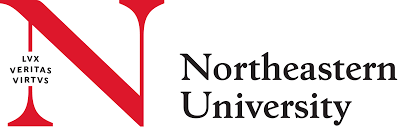 N
LVX
VERITAS
VIRTVS
Northeastern
University